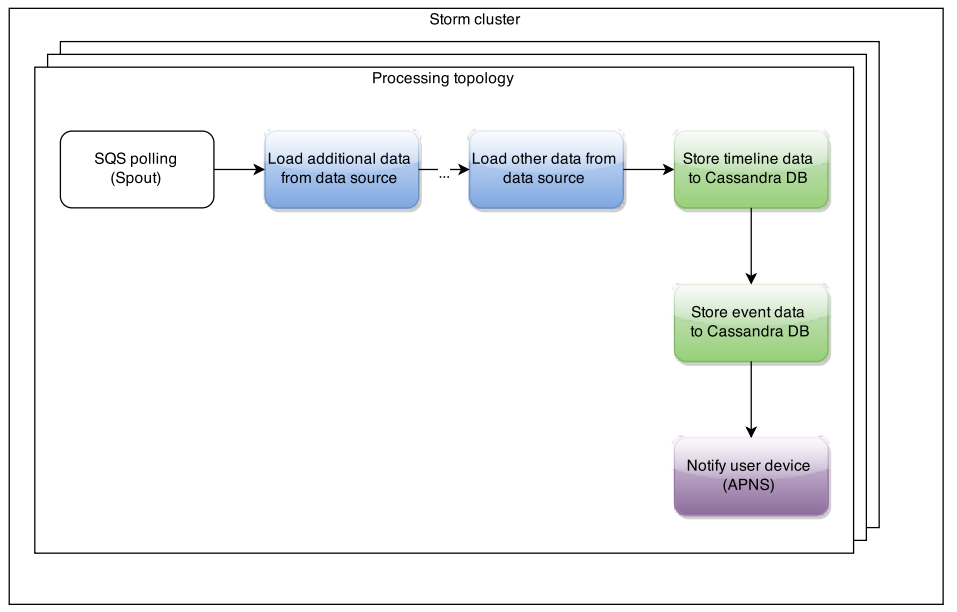 Storm cluster
Processing topology
SQS polling
(Spout)
Load additional data
from data source
...
Load other data from
data source
Store timeline data
to Cassandra DB
Store event data
to Cassandra DB
Notify user device
(APNS)